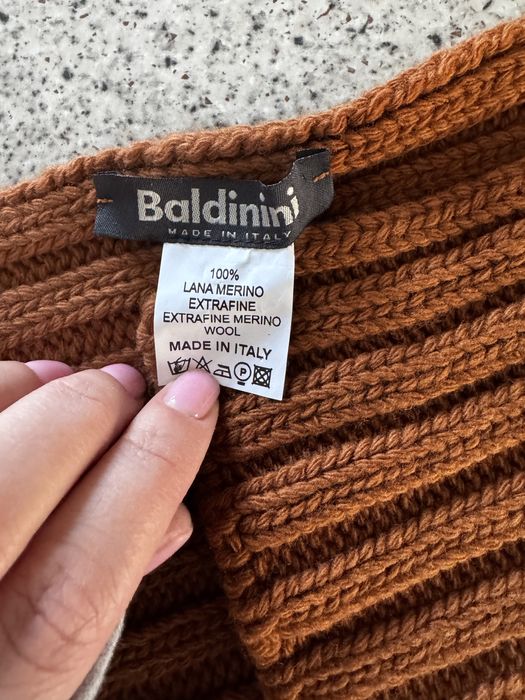 Baldinini
MADE IN ITALY
100%
LANA MERINO
EXTRAFINE
EXTRAFINE MERINO
WOOL
MADE IN ITALY
P